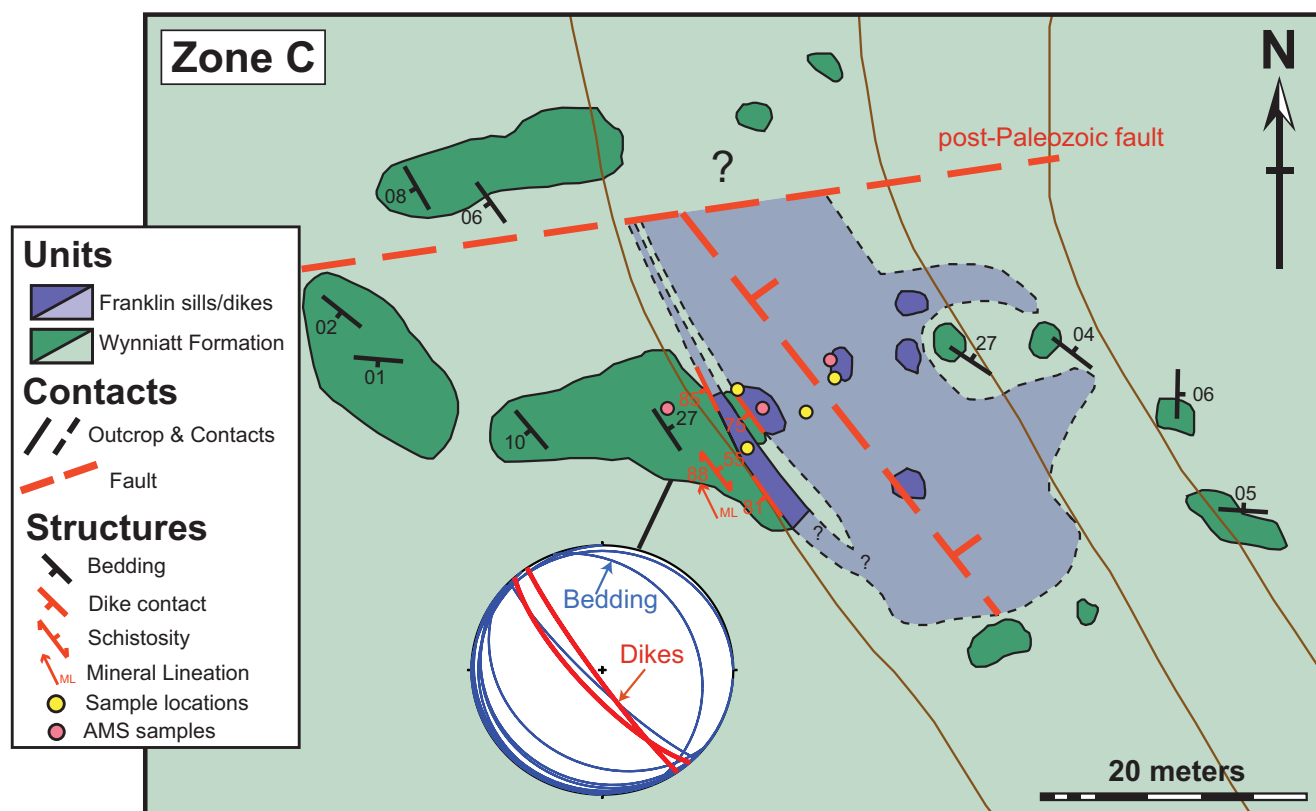 Zone C
N
post-Paleozoic fault
?
08
06
Units
Franklin sills/dikes
Wynniatt Formation
Contacts
Outcrop & Contacts
Fault
Structures
Bedding
Dike contact
Schistosity
ML
Mineral Lineation
Sample locations
AMS samples
02
01
10
27
85
75
55
88
81
ML
27
04
06
05
?
?
Bedding
Dikes
20 meters